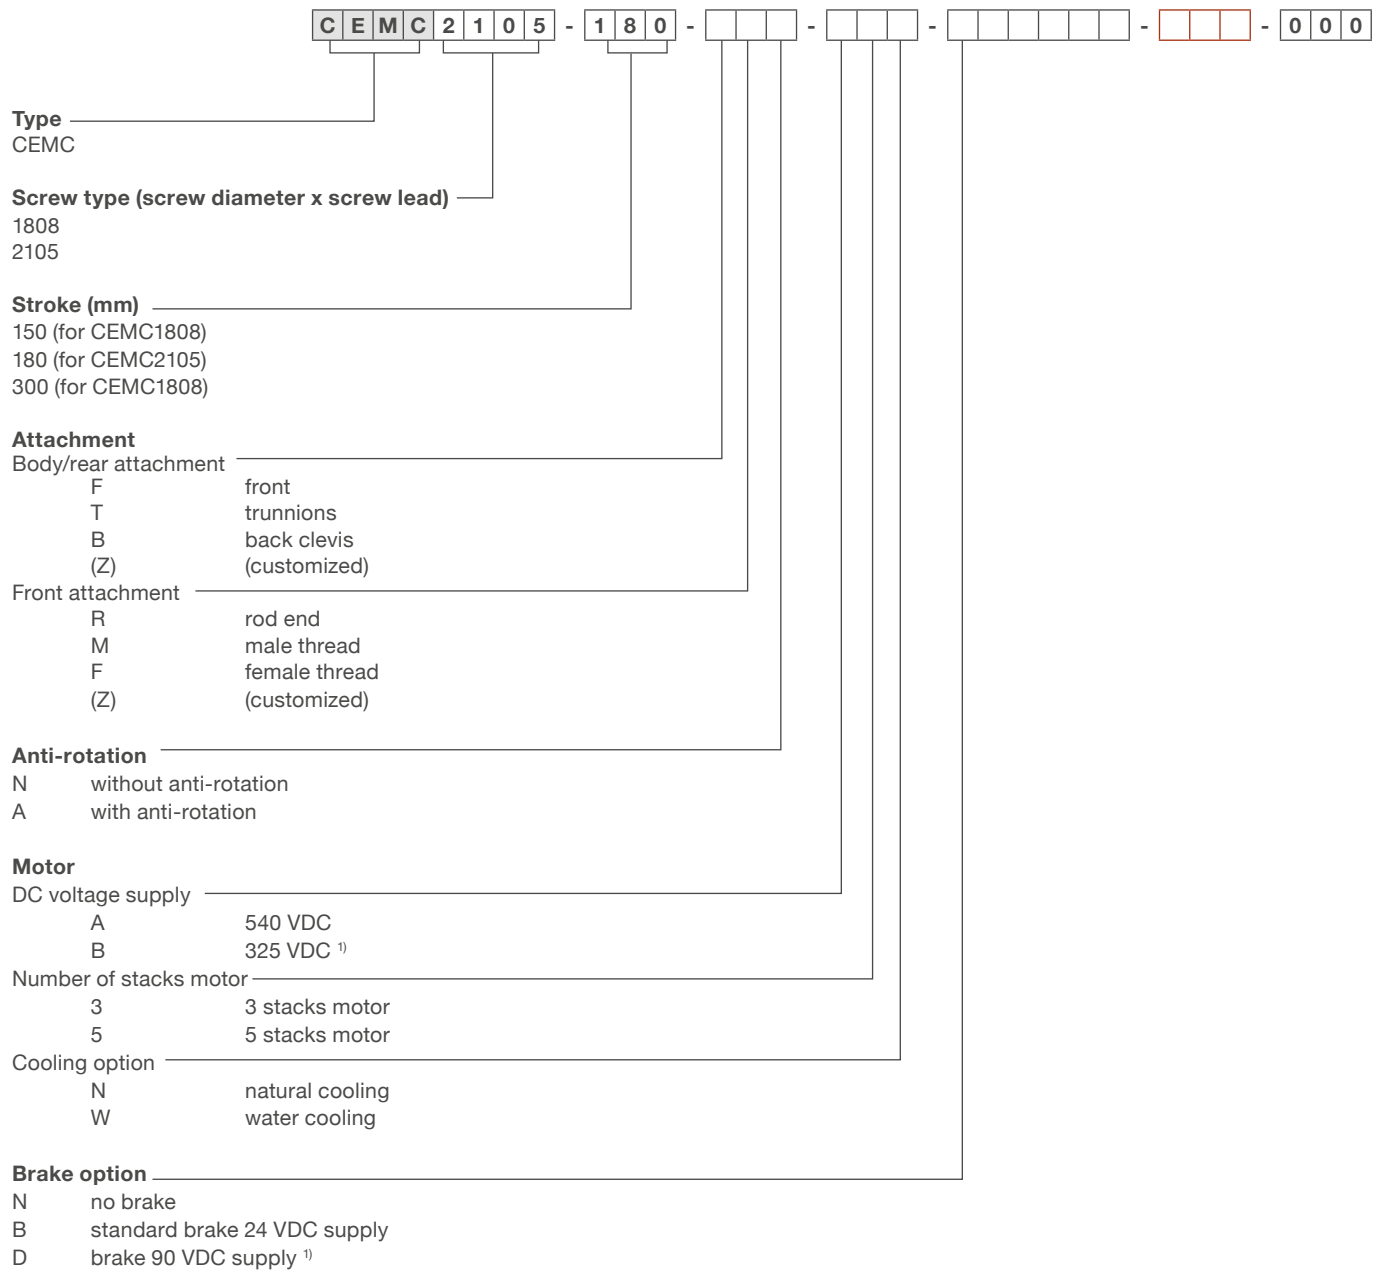 CEMC2105 - 180 - - - - - 000
Type
CEMC
Screw type (screw diameter x screw lead)
1808
2105
Stroke (mm)
150 (for CEMC1808)
180 (for CEMC2105)
300 (for CEMC1808)
Attachment
Body/rear attachment
F front
T trunnions
B back clevis
(Z) (customized)
Front attachment
R rod end
M male thread
F female thread
(Z) (customized)
Anti-rotation
N without anti-rotation
A with anti-rotation
Motor
DC voltage supply
A 540 VDC
B 325 VDC 1)
Number of stacks motor
3 3 stacks motor
5 5 stacks motor
Cooling option
N natural cooling
W water cooling
Brake option
N no brake
B standard brake 24 VDC supply
D brake 90 VDC supply 1)